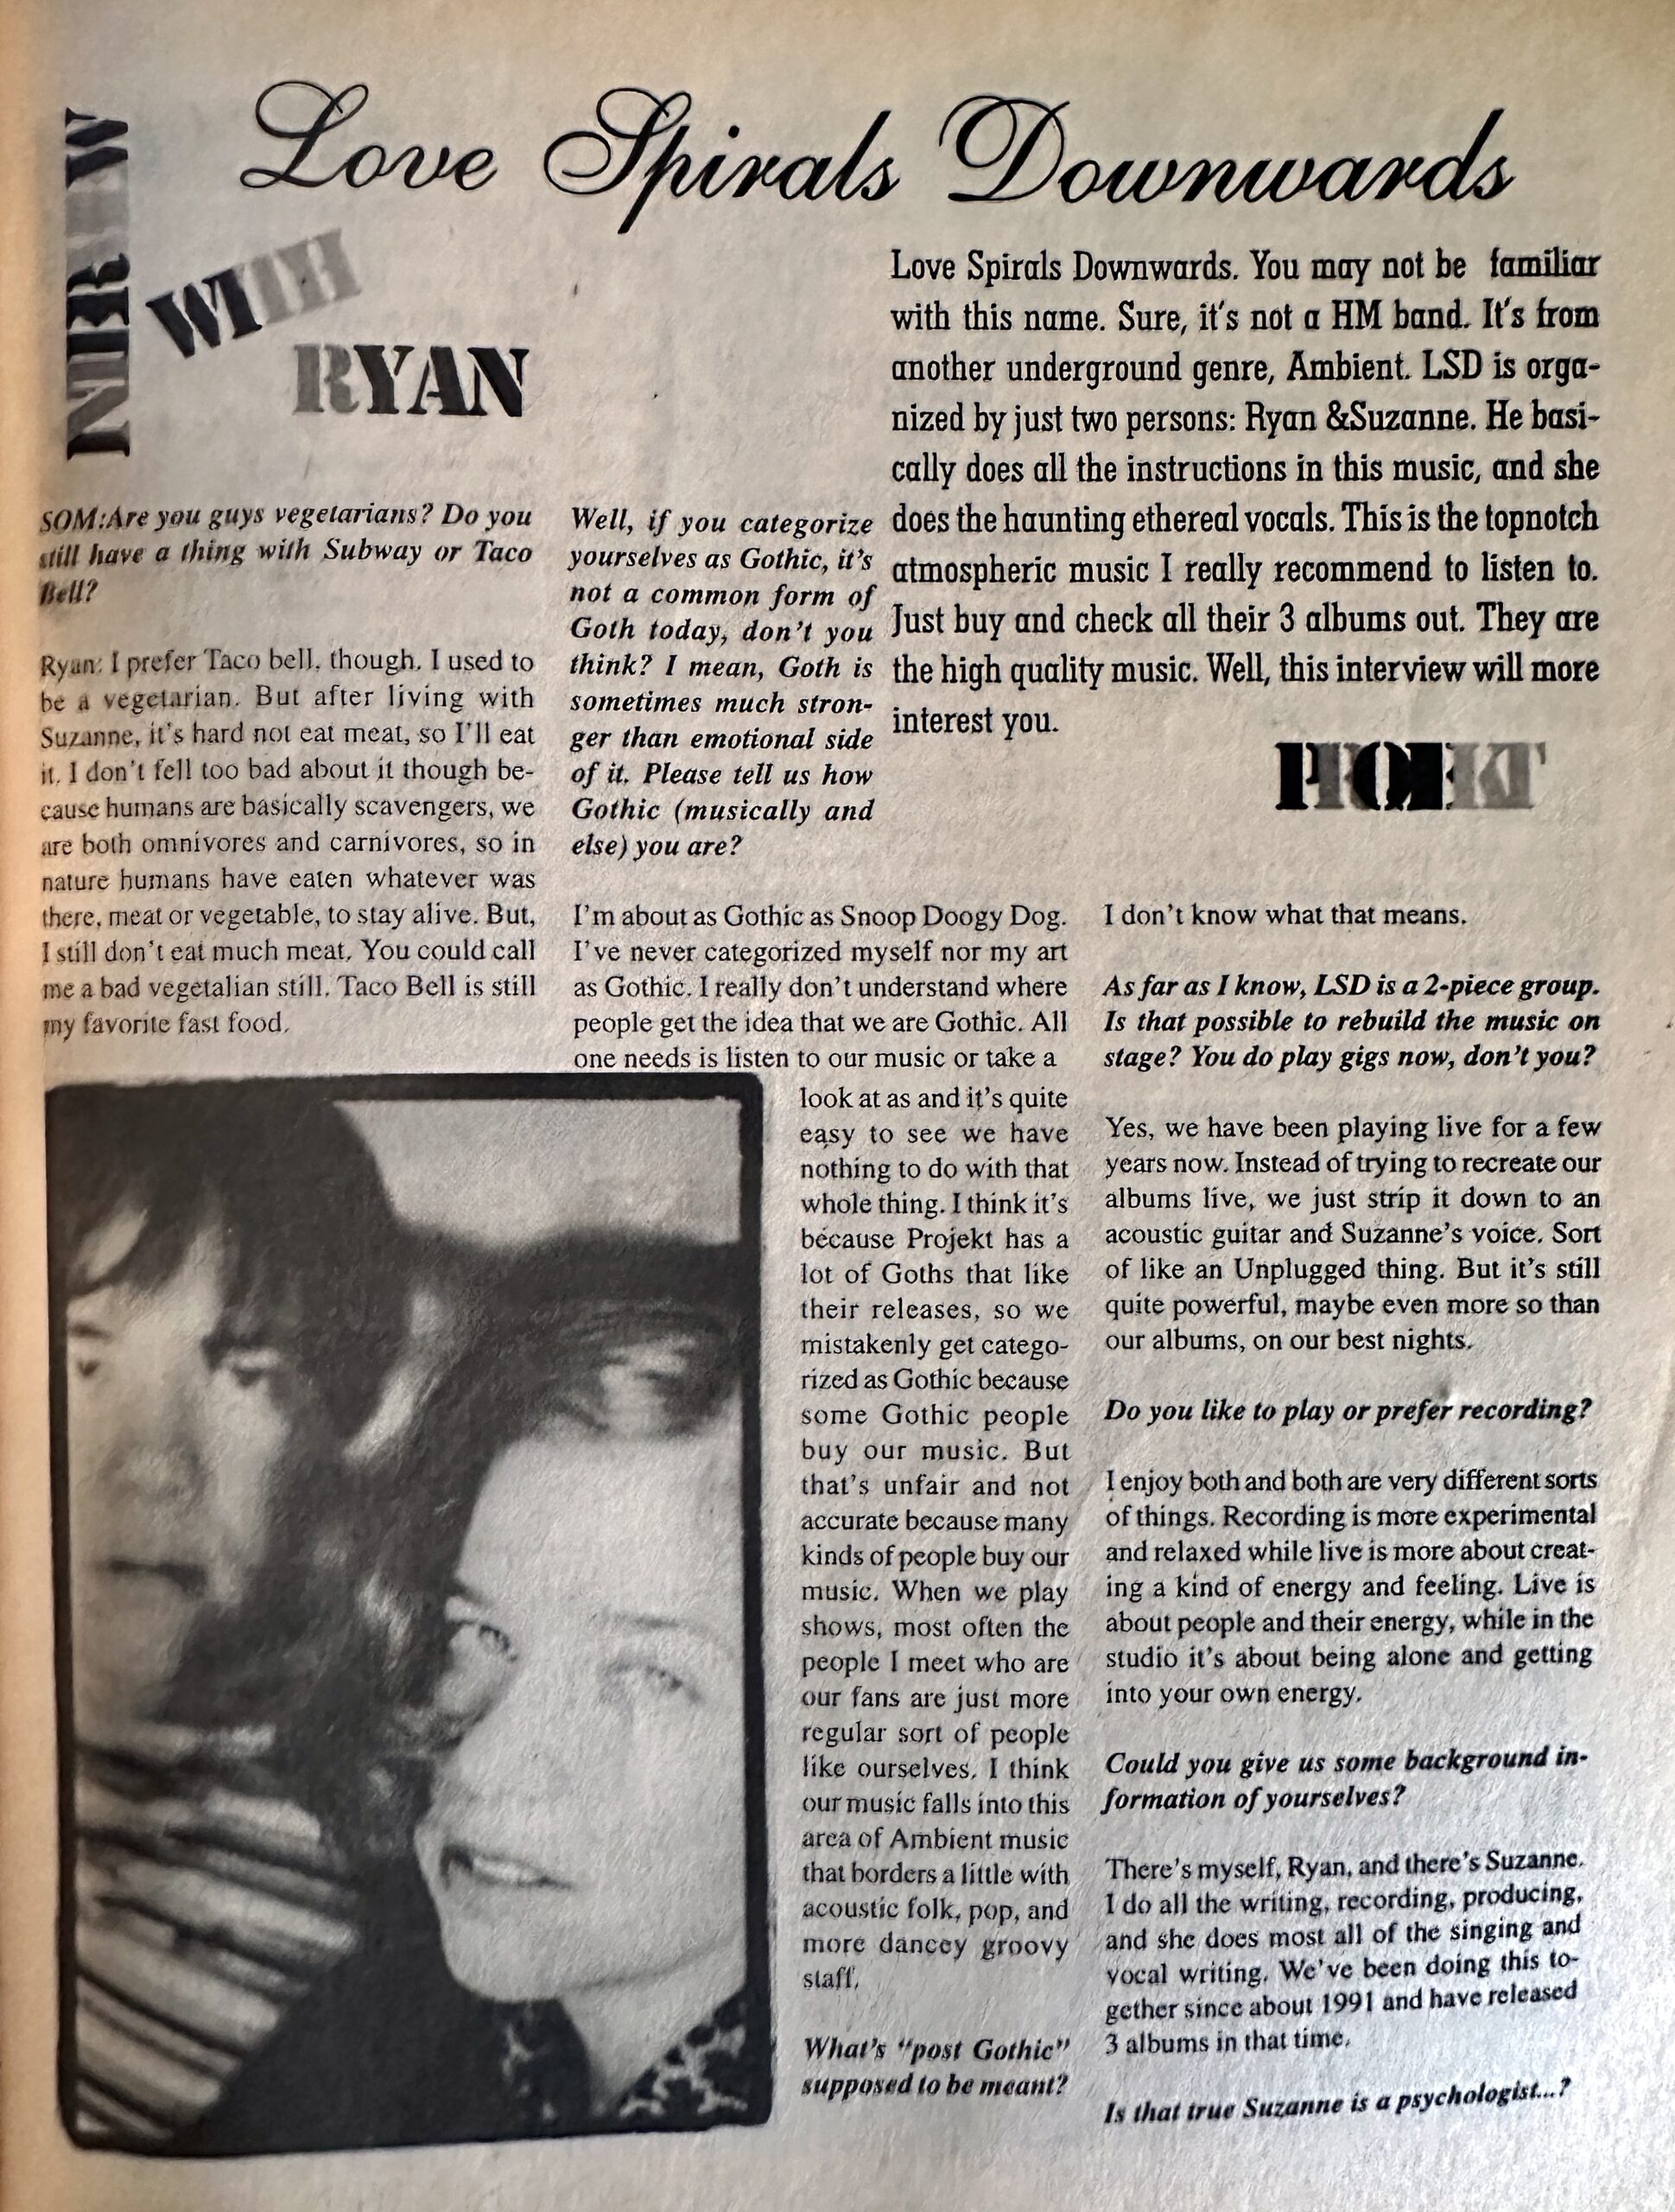 Love Spirals Downwards
INTERVIEW
WITH
RYAN
Love Spirals Downwards. You may not be familiar
with this name. Sure, it's not a HM band. It's from
another underground genre, Ambient. LSD is orga-
nized by just two persons: Ryan &Suzanne. He basi-
cally does all the instructions in this music, and she
does the haunting ethereal vocals. This is the topnotch
atmospheric music I really recommend to listen to.
Just buy and check all their 3 albums out. They are
the high quality music. Well, this interview will more
interest you.
PROJEKT
SOM:Are you guys vegetarians? Do you
still have a thing with Subway or Taco
Bell?
Ryan: I prefer Taco bell, though. I used to
be a vegetarian. But after living with
Suzanne, it's hard not eat meat, so I'll eat
it. I don't fell too bad about it though be-
cause humans are basically scavengers, we
are both omnivores and carnivores, so in
nature humans have eaten whatever was
there, meat or vegetable, to stay alive. But,
I still don't eat much meat. You could call
me a bad vegetalian still. Taco Bell is still
my favorite fast food.
Well, if you categorize
yourselves as Gothic, it's
not a common form of
Goth today, don't you
think? I mean, Goth is
sometimes much stron-
ger than emotional side
of it. Please tell us how
Gothic (musically and
else) you are?
I'm about as Gothic as Snoop Doogy Dog.
I've never categorized myself nor my art
as Gothic. I really don't understand where
people get the idea that we are Gothic. All
one needs is listen to our music or take a
look at as and it's quite
easy to see we have
nothing to do with that
whole thing. I think it's
because Projekt has a
lot of Goths that like
their releases, so we
mistakenly get catego-
rized as Gothic because
some Gothic people
buy our music. But
that's unfair and not
accurate because many
kinds of people buy our
music. When we play
shows, most often the
people I meet who are
our fans are just more
regular sort of people
like ourselves. I think
our music falls into this
area of Ambient music
that borders a little with
acoustic folk, pop, and
more dancey groovy
staff.
What's "post Gothic"
supposed to be meant?
I don't know what that means.
As far as I know, LSD is a 2-piece group.
Is that possible to rebuild the music on
stage? You do play gigs now, don't you?
Yes, we have been playing live for a few
years now. Instead of trying to recreate our
albums live, we just strip it down to an
acoustic guitar and Suzanne's voice. Sort
of like an Unplugged thing. But it's still
quite powerful, maybe even more so than
our albums, on our best nights.
Do you like to play or prefer recording?
I enjoy both and both are very different sorts
of things. Recording is more experimental
and relaxed while live is more about creat-
ing a kind of energy and feeling. Live is
about people and their energy, while in the
studio it's about being alone and getting
into your own energy.
Could you give us some background in-
formation of yourselves?
There's myself, Ryan, and there's Suzanne.
I do all the writing, recording, producing,
and she does most all of the singing and
vocal writing. We've been doing this to-
gether since about 1991 and have released
3 albums in that time.
Is that true Suzanne is a psychologist...?